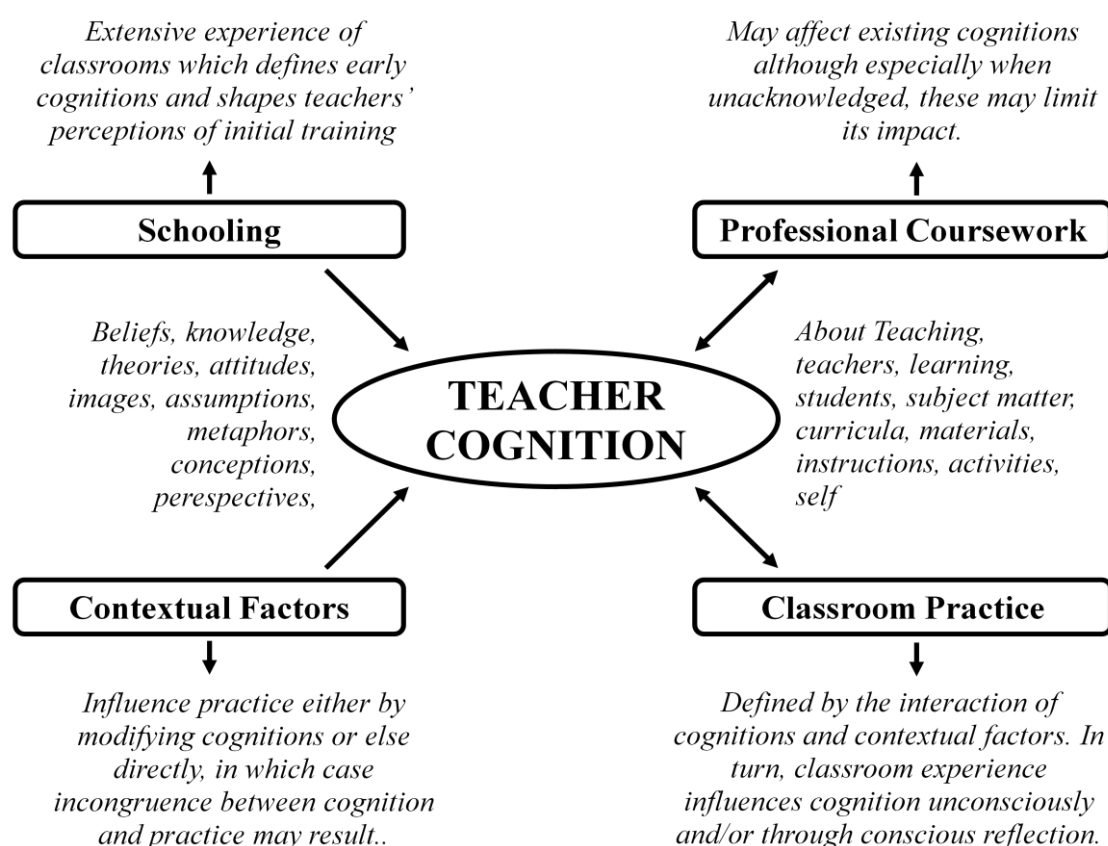 Extensive experience of
classrooms which defines early
cognitions and shapes teachers'
perceptions of initial training
May affect existing cognitions
although especially when
unacknowledged, these may limit
its impact.
Schooling
Professional Coursework
Beliefs, knowledge,
theories, attitudes,
images, assumptions,
metaphors,
conceptions,
perespectives,
TEACHER
COGNITION
About Teaching,
teachers, learning,
students, subject matter,
curricula, materials,
instructions, activities,
self
Contextual Factors
Classroom Practice
Influence practice either by
modifying cognitions or else
directly, in which case
incongruence between cognition
and practice may result..
Defined by the interaction of
cognitions and contextual factors. In
turn, classroom experience
influences cognition unconsciously
and/or through conscious reflection.